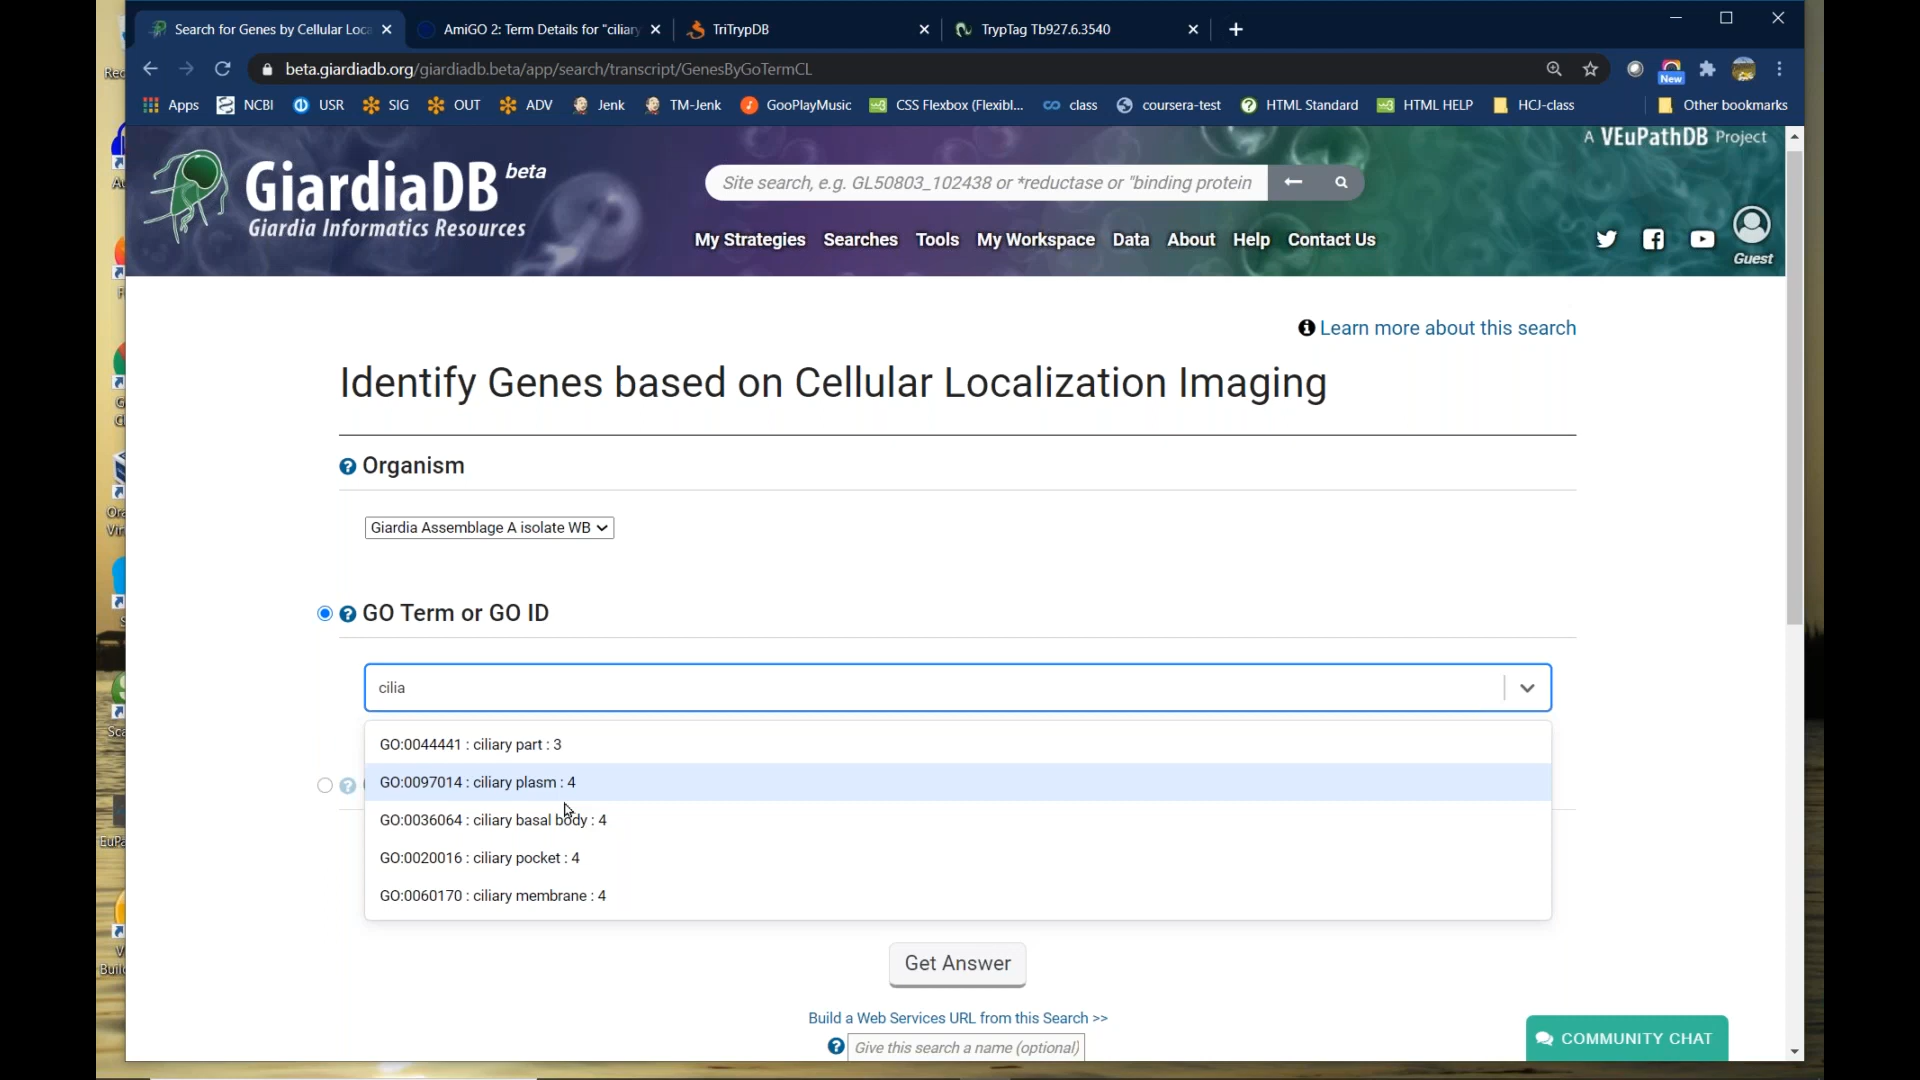 Search for Genes by Cellular Loca
AmiGO 2: Term Details for "ciliary
TriTrypDB
TrypTag Tb927.6.3540
beta.giardiadb.org/giardiadb.beta/app/search/transcript/GenesByGoTermCL
New
Apps NCBI USR SIG OUT ADV Jenk TM-Jenk GooPlayMusic CSS Flexbox (Flexibl... class coursera-test HTML Standard HTML HELP HCJ-class Other bookmarks
A VEuPathDB Project
GiardiaDB beta
Giardia Informatics Resources
Site search, e.g. GL50803_102438 or *reductase or "binding protein
My Strategies Searches Tools My Workspace Data About Help Contact Us
Guest
Learn more about this search
Identify Genes based on Cellular Localization Imaging
Organism
Giardia Assemblage A isolate WB
GO Term or GO ID
cilia
GO:0044441 : ciliary part : 3
GO:0097014 : ciliary plasm : 4
GO:0036064 : ciliary basal body : 4
GO:0020016 : ciliary pocket : 4
GO:0060170 : ciliary membrane : 4
Get Answer
Build a Web Services URL from this Search >>
Give this search a name (optional)
COMMUNITY CHAT